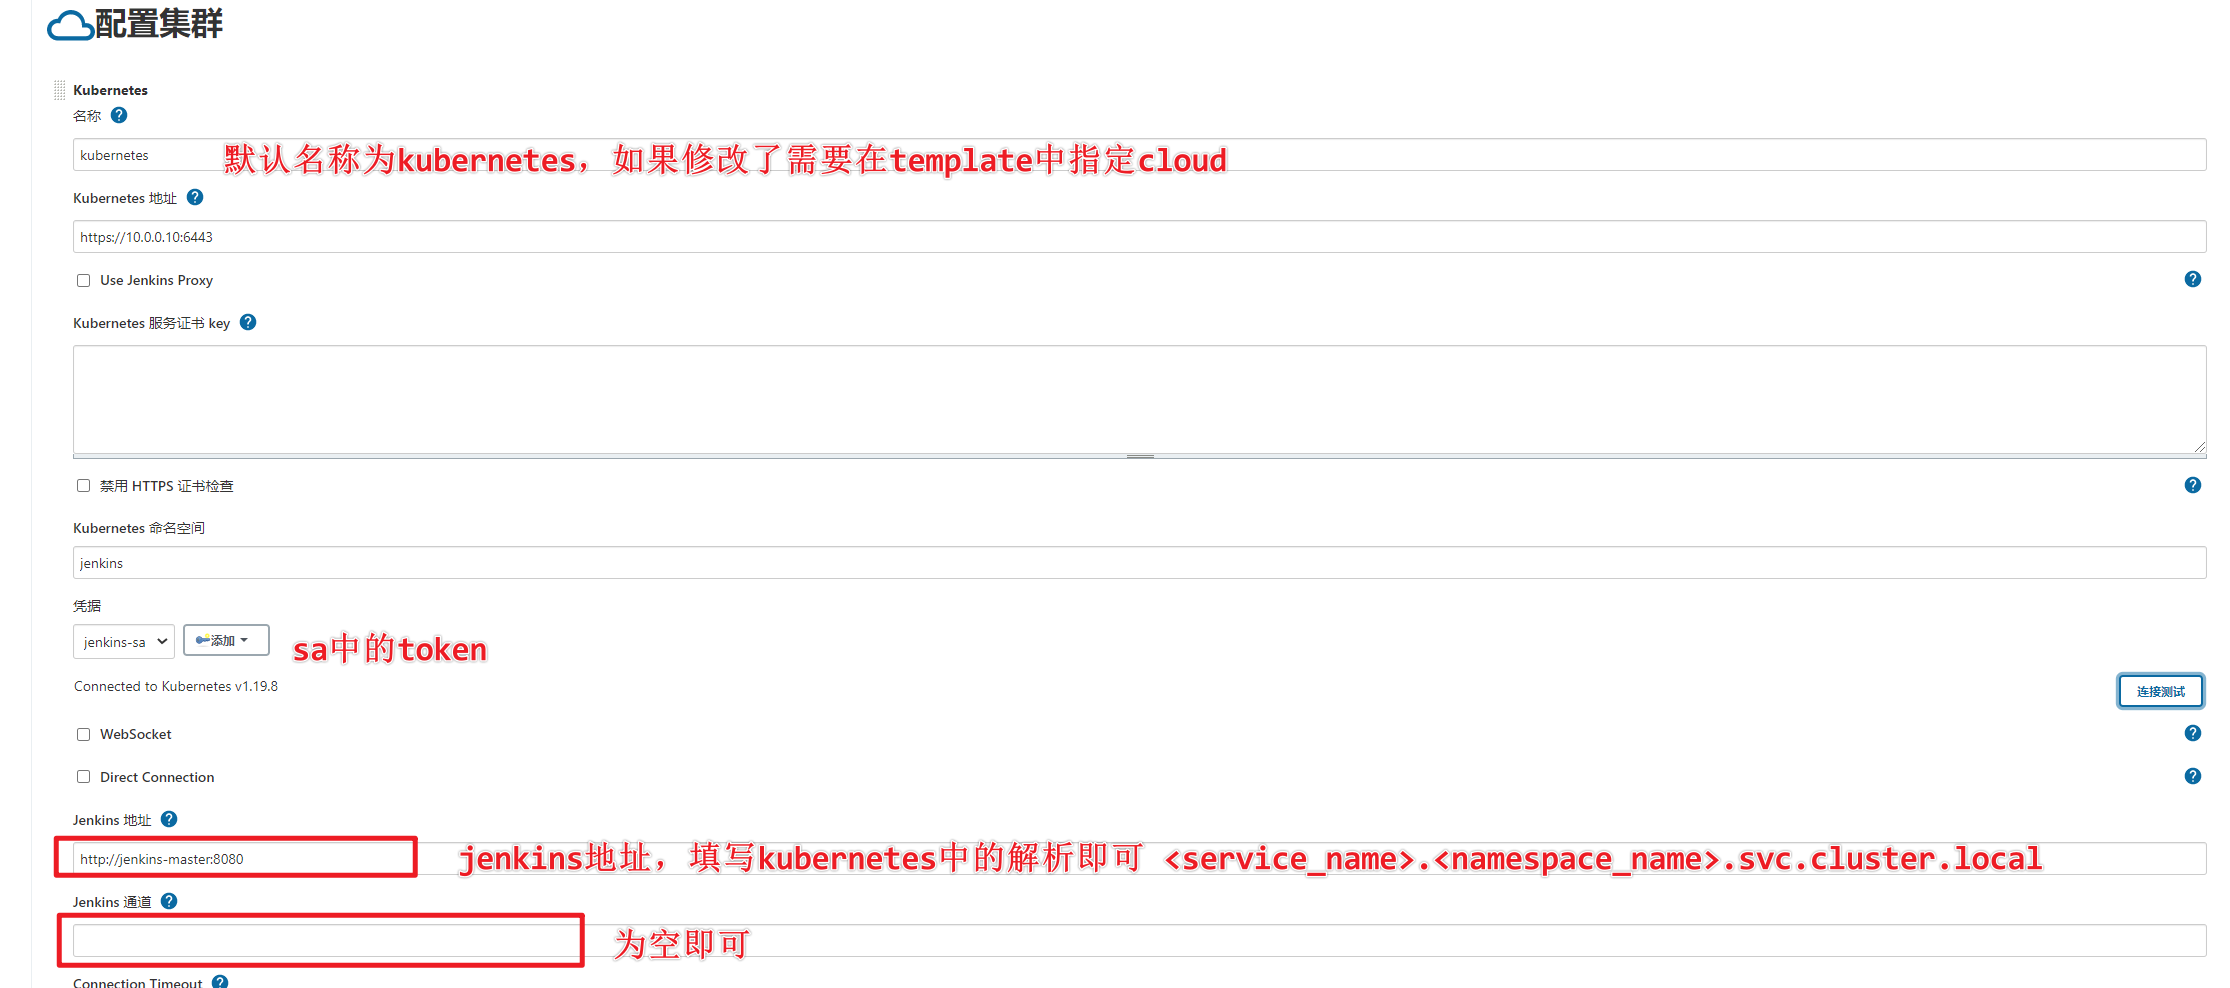 配置集群
Kubernetes
名称
kubernetes
默认名称为kubernetes，如果修改了需要在template中指定cloud
Kubernetes 地址
https://10.0.0.10:6443
Use Jenkins Proxy
Kubernetes 服务证书 key
禁用 HTTPS 证书检查
Kubernetes 命名空间
jenkins
凭据
jenkins-sa 添加 sa中的token
Connected to Kubernetes v1.19.8
连接测试
WebSocket
Direct Connection
Jenkins 地址
http://jenkins-master:8080
jenkins地址，填写kubernetes中的解析即可 <service_name>.<namespace_name>.svc.cluster.local
Jenkins 通道
为空即可
Connection Timeout